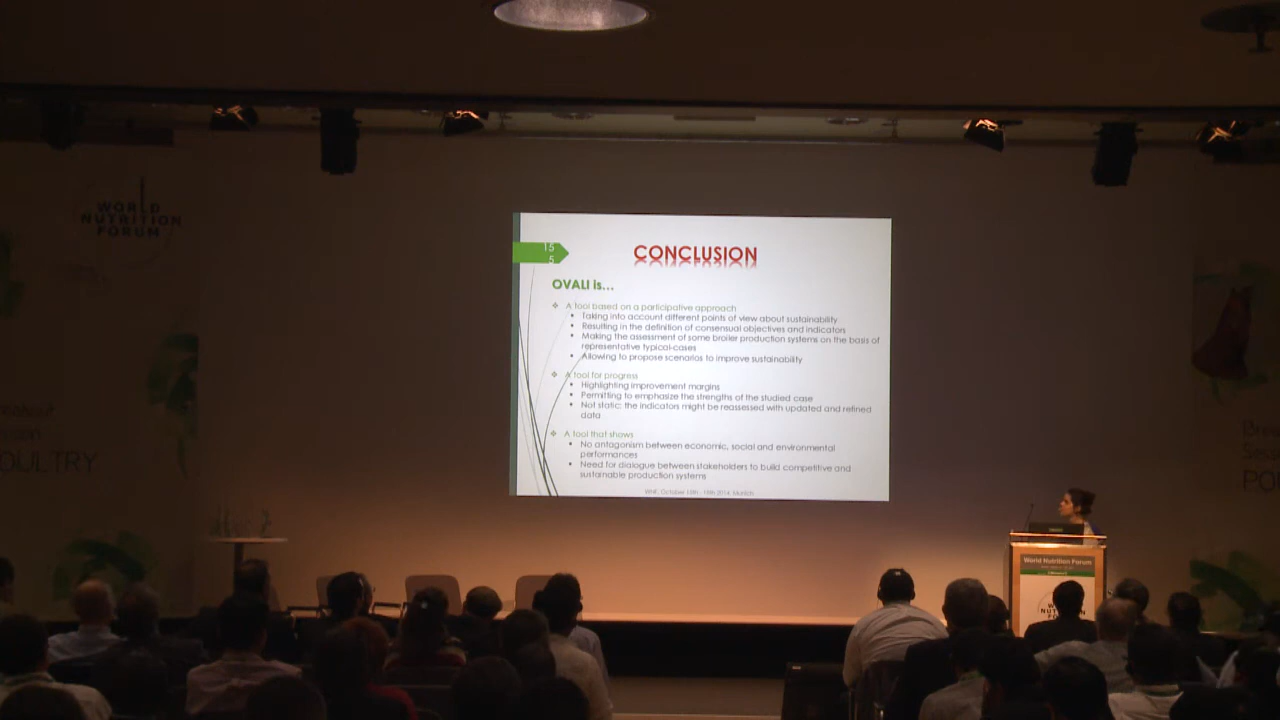 WORLD
NUTRITION
FORUM
15
5
CONCLUSION
OVALI is...
A tool based on a participative approach
Taking into account different points of view about sustainability
Resulting in the definition of consensual objectives and indicators
Making the assessment of some broiler production systems on the basis of
representative typical-cases
Allowing to propose scenarios to improve sustainability
A tool for progress
Highlighting improvement margins
Permitting to emphasize the strengths of the studied case
Not static: the indicators might be reassessed with updated and refined
data
A tool that shows
No antagonism between economic, social and environmental
performances
Need for dialogue between stakeholders to build competitive and
sustainable production systems
OULTRY
World Nutrition Forum